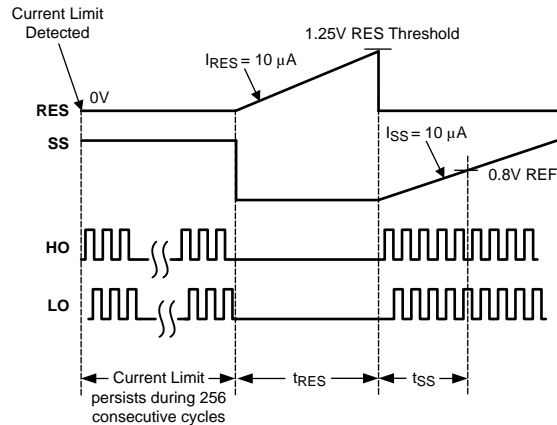 Current Limit
Detected
1.25V RES Threshold
IRES = 10 μA
0V
RES
SS
ISS = 10 μA
0.8V REF
HO
LO
Current Limit
persists during 256
consecutive cycles
tRES
tSS